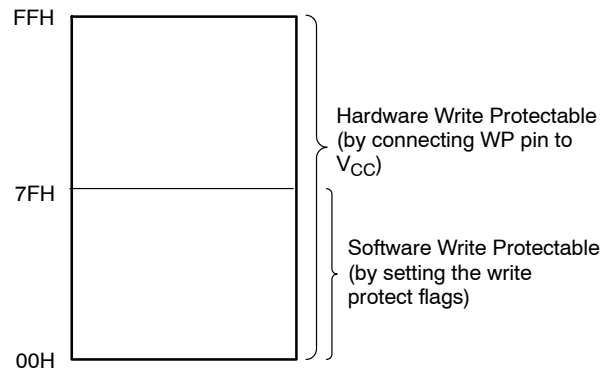 FFH
Hardware Write Protectable
(by connecting WP pin to
VCC)
7FH
Software Write Protectable
(by setting the write
protect flags)
00H